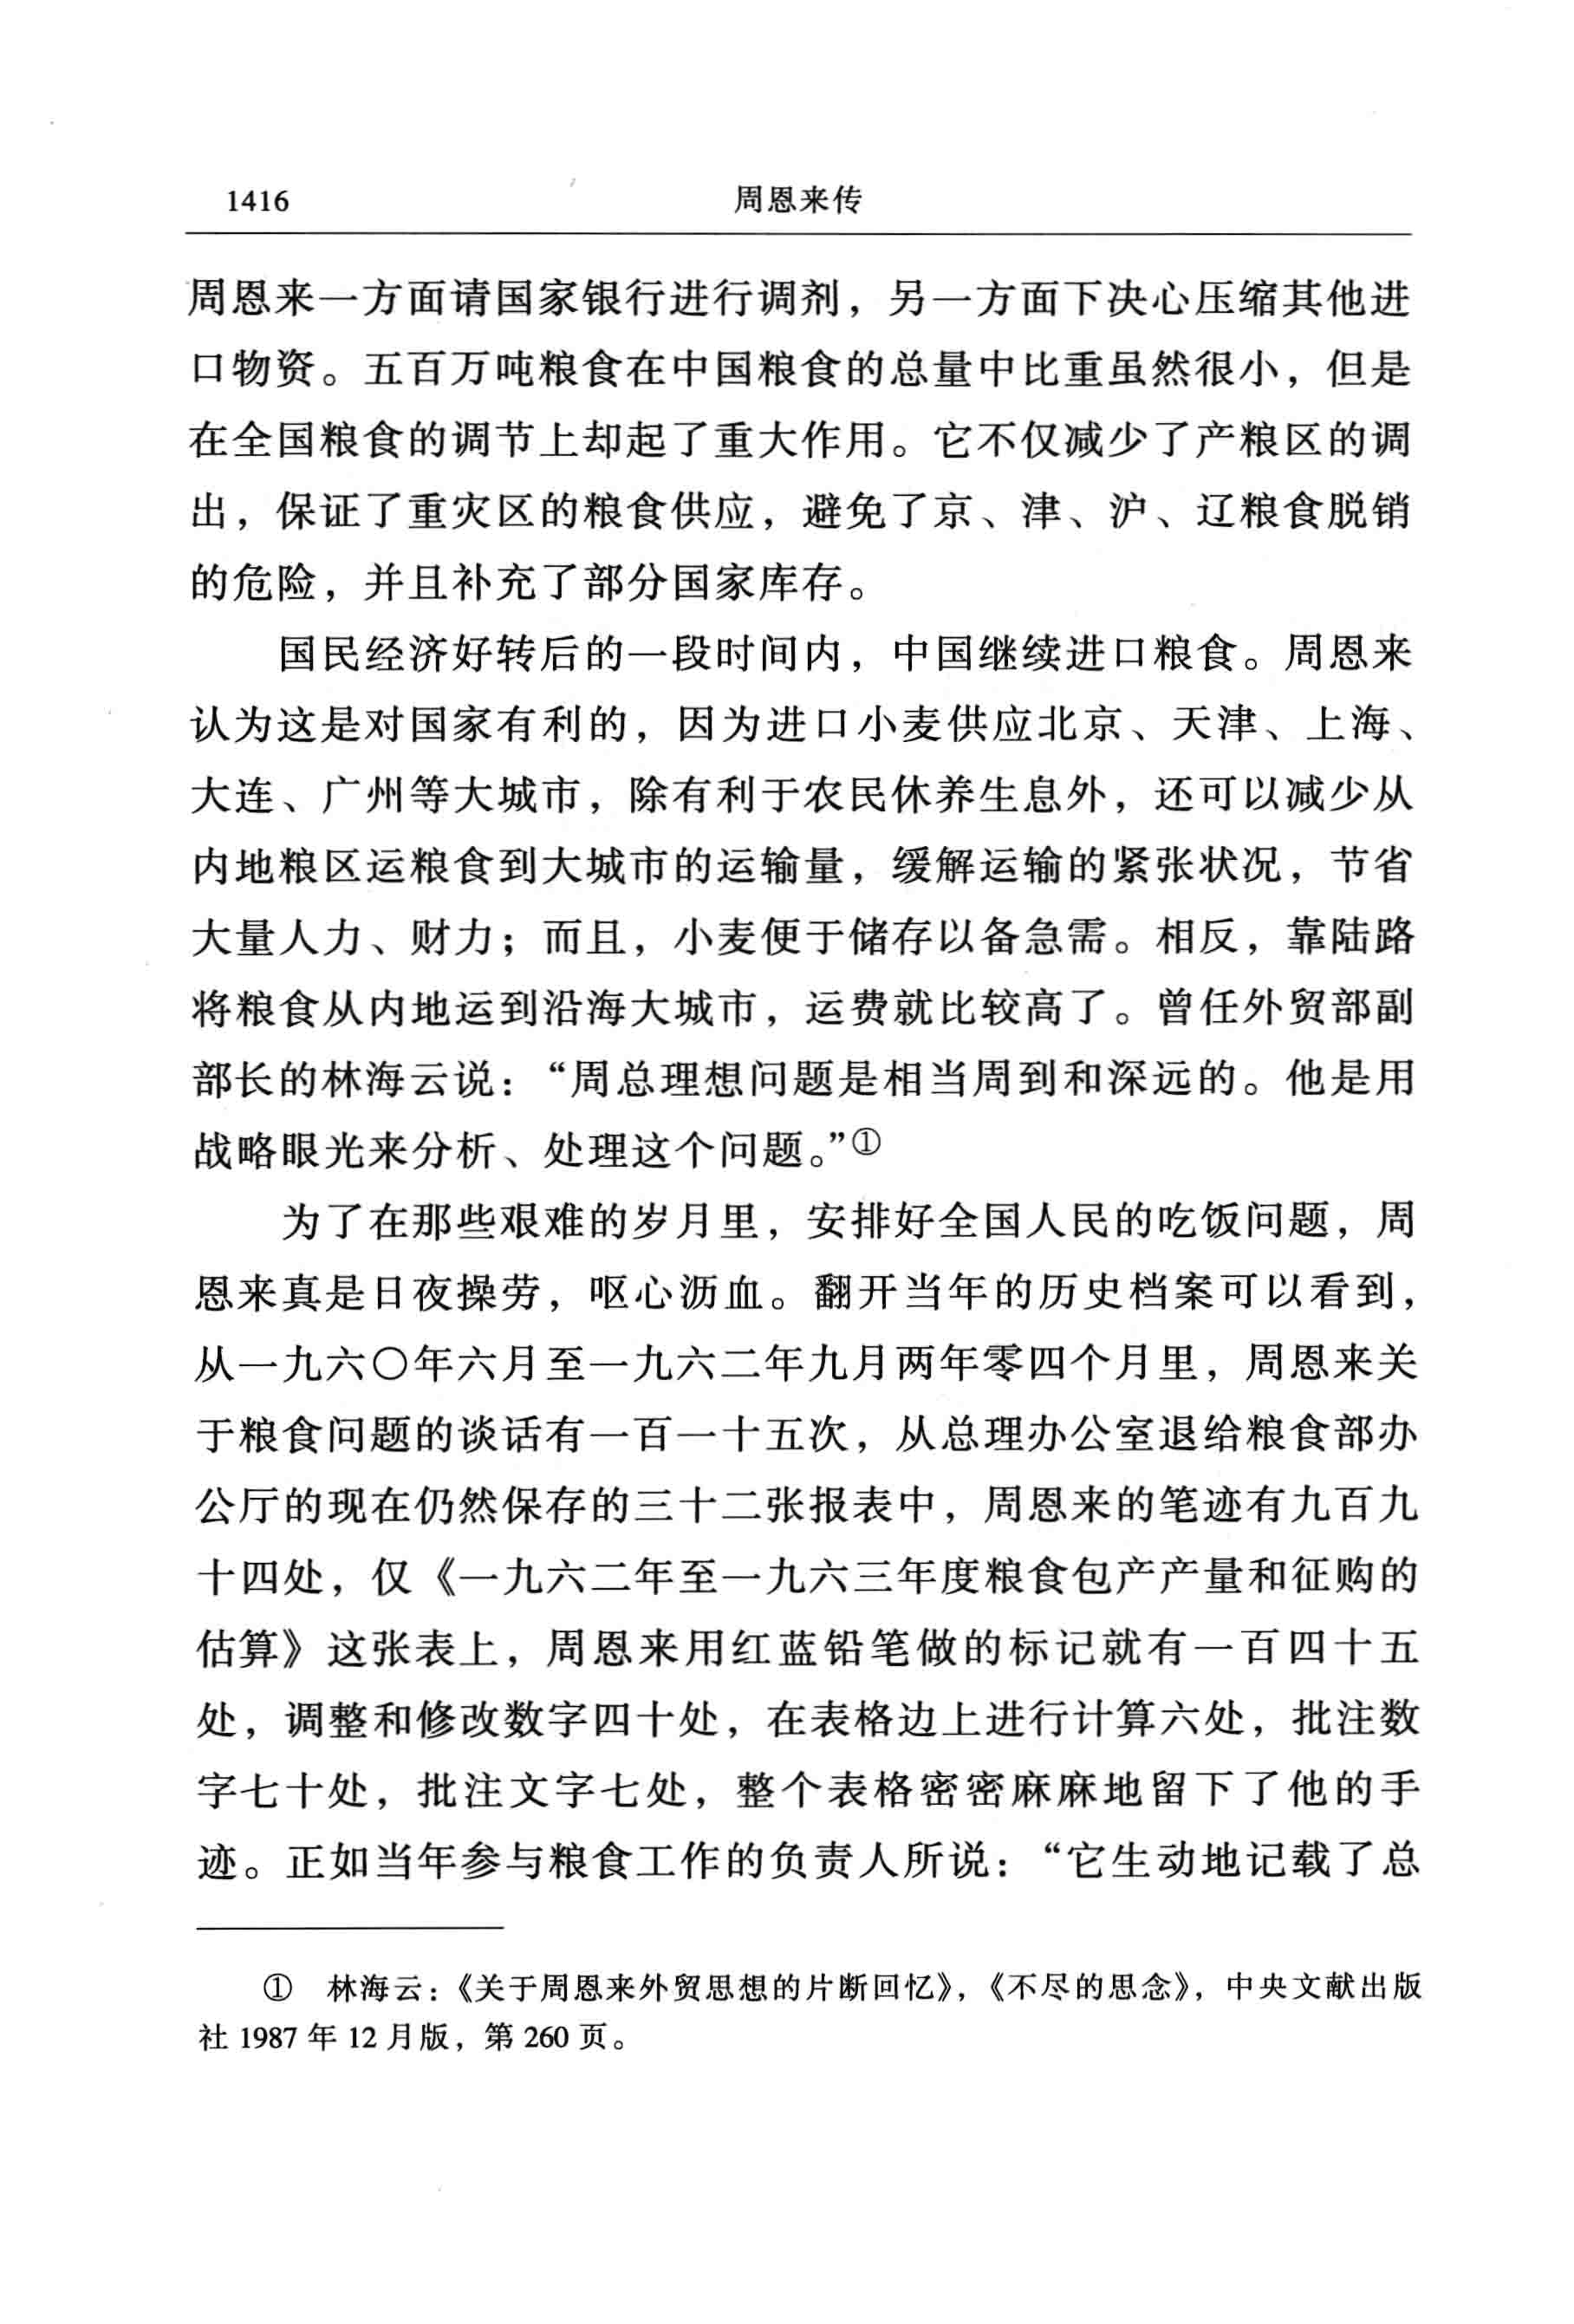 1416 周恩来传
周恩来一方面请国家银行进行调剂，另一方面下决心压缩其他进
口物资。五百万吨粮食在中国粮食的总量中比重虽然很小，但是
在全国粮食的调节上却起了重大作用。它不仅减少了产粮区的调
出，保证了重灾区的粮食供应，避免了京、津、沪、辽粮食脱销
的危险，并且补充了部分国家库存。
国民经济好转后的一段时间内，中国继续进口粮食。周恩来
认为这是对国家有利的，因为进口小麦供应北京、天津、上海、
大连、广州等大城市，除有利于农民休养生息外，还可以减少从
内地粮区运粮食到大城市的运输量，缓解运输的紧张状况，节省
大量人力、财力；而且，小麦便于储存以备急需。相反，靠陆路
将粮食从内地运到沿海大城市，运费就比较高了。曾任外贸部副
部长的林海云说：“周总理想问题是相当周到和深远的。他是用
战略眼光来分析、处理这个问题。”①
为了在那些艰难的岁月里，安排好全国人民的吃饭问题，周
恩来真是日夜操劳，呕心沥血。翻开当年的历史档案可以看到，
从一九六〇年六月至一九六二年九月两年零四个月里，周恩来关
于粮食问题的谈话有一百一十五次，从总理办公室退给粮食部办
公厅的现在仍然保存的三十二张报表中，周恩来的笔迹有九百九
十四处，仅《一九六二年至一九六三年度粮食包产产量和征购的
估算》这张表上，周恩来用红蓝铅笔做的标记就有一百四十五
处，调整和修改数字四十处，在表格边上进行计算六处，批注数
字七十处，批注文字七处，整个表格密密麻麻地留下了他的手
迹。正如当年参与粮食工作的负责人所说：“它生动地记载了总
① 林海云：《关于周恩来外贸思想的片断回忆》，《不尽的思念》，中央文献出版
社 1987 年 12 月版，第 260 页。